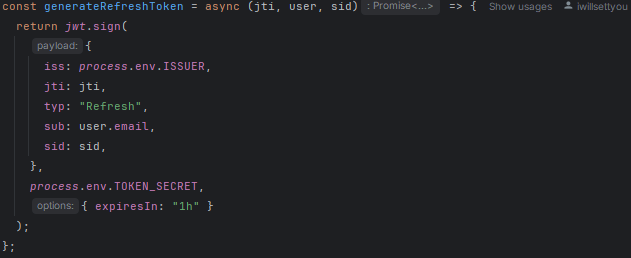 const generateRefreshToken = async (jti, user, sid) : Promise<...> => { Show usages iwillsettyou
return jwt.sign(
payload: {
iss: process.env.ISSUER,
jti: jti,
typ: "Refresh",
sub: user.email,
sid: sid,
},
process.env.TOKEN_SECRET,
options: { expiresIn: "1h" }
);
};